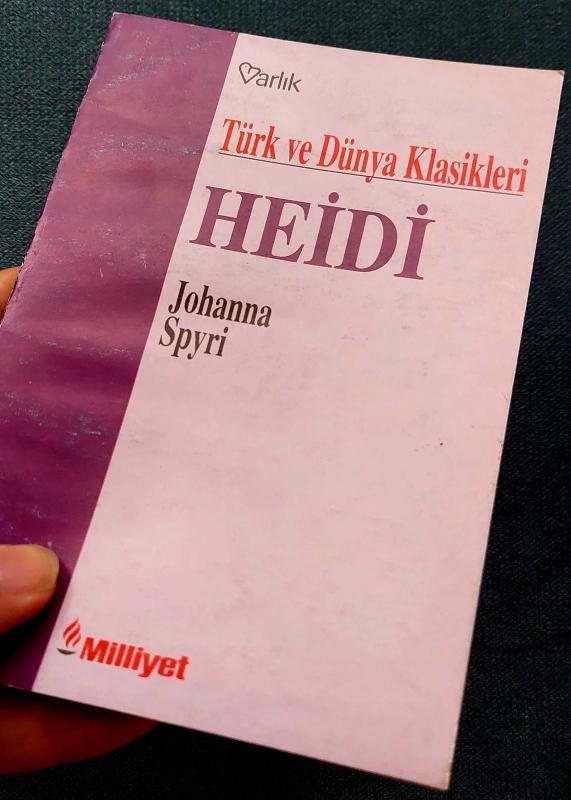 Varlık
Türk ve Dünya Klasikleri
HEİDİ
Johanna
Spyri
Milliyet